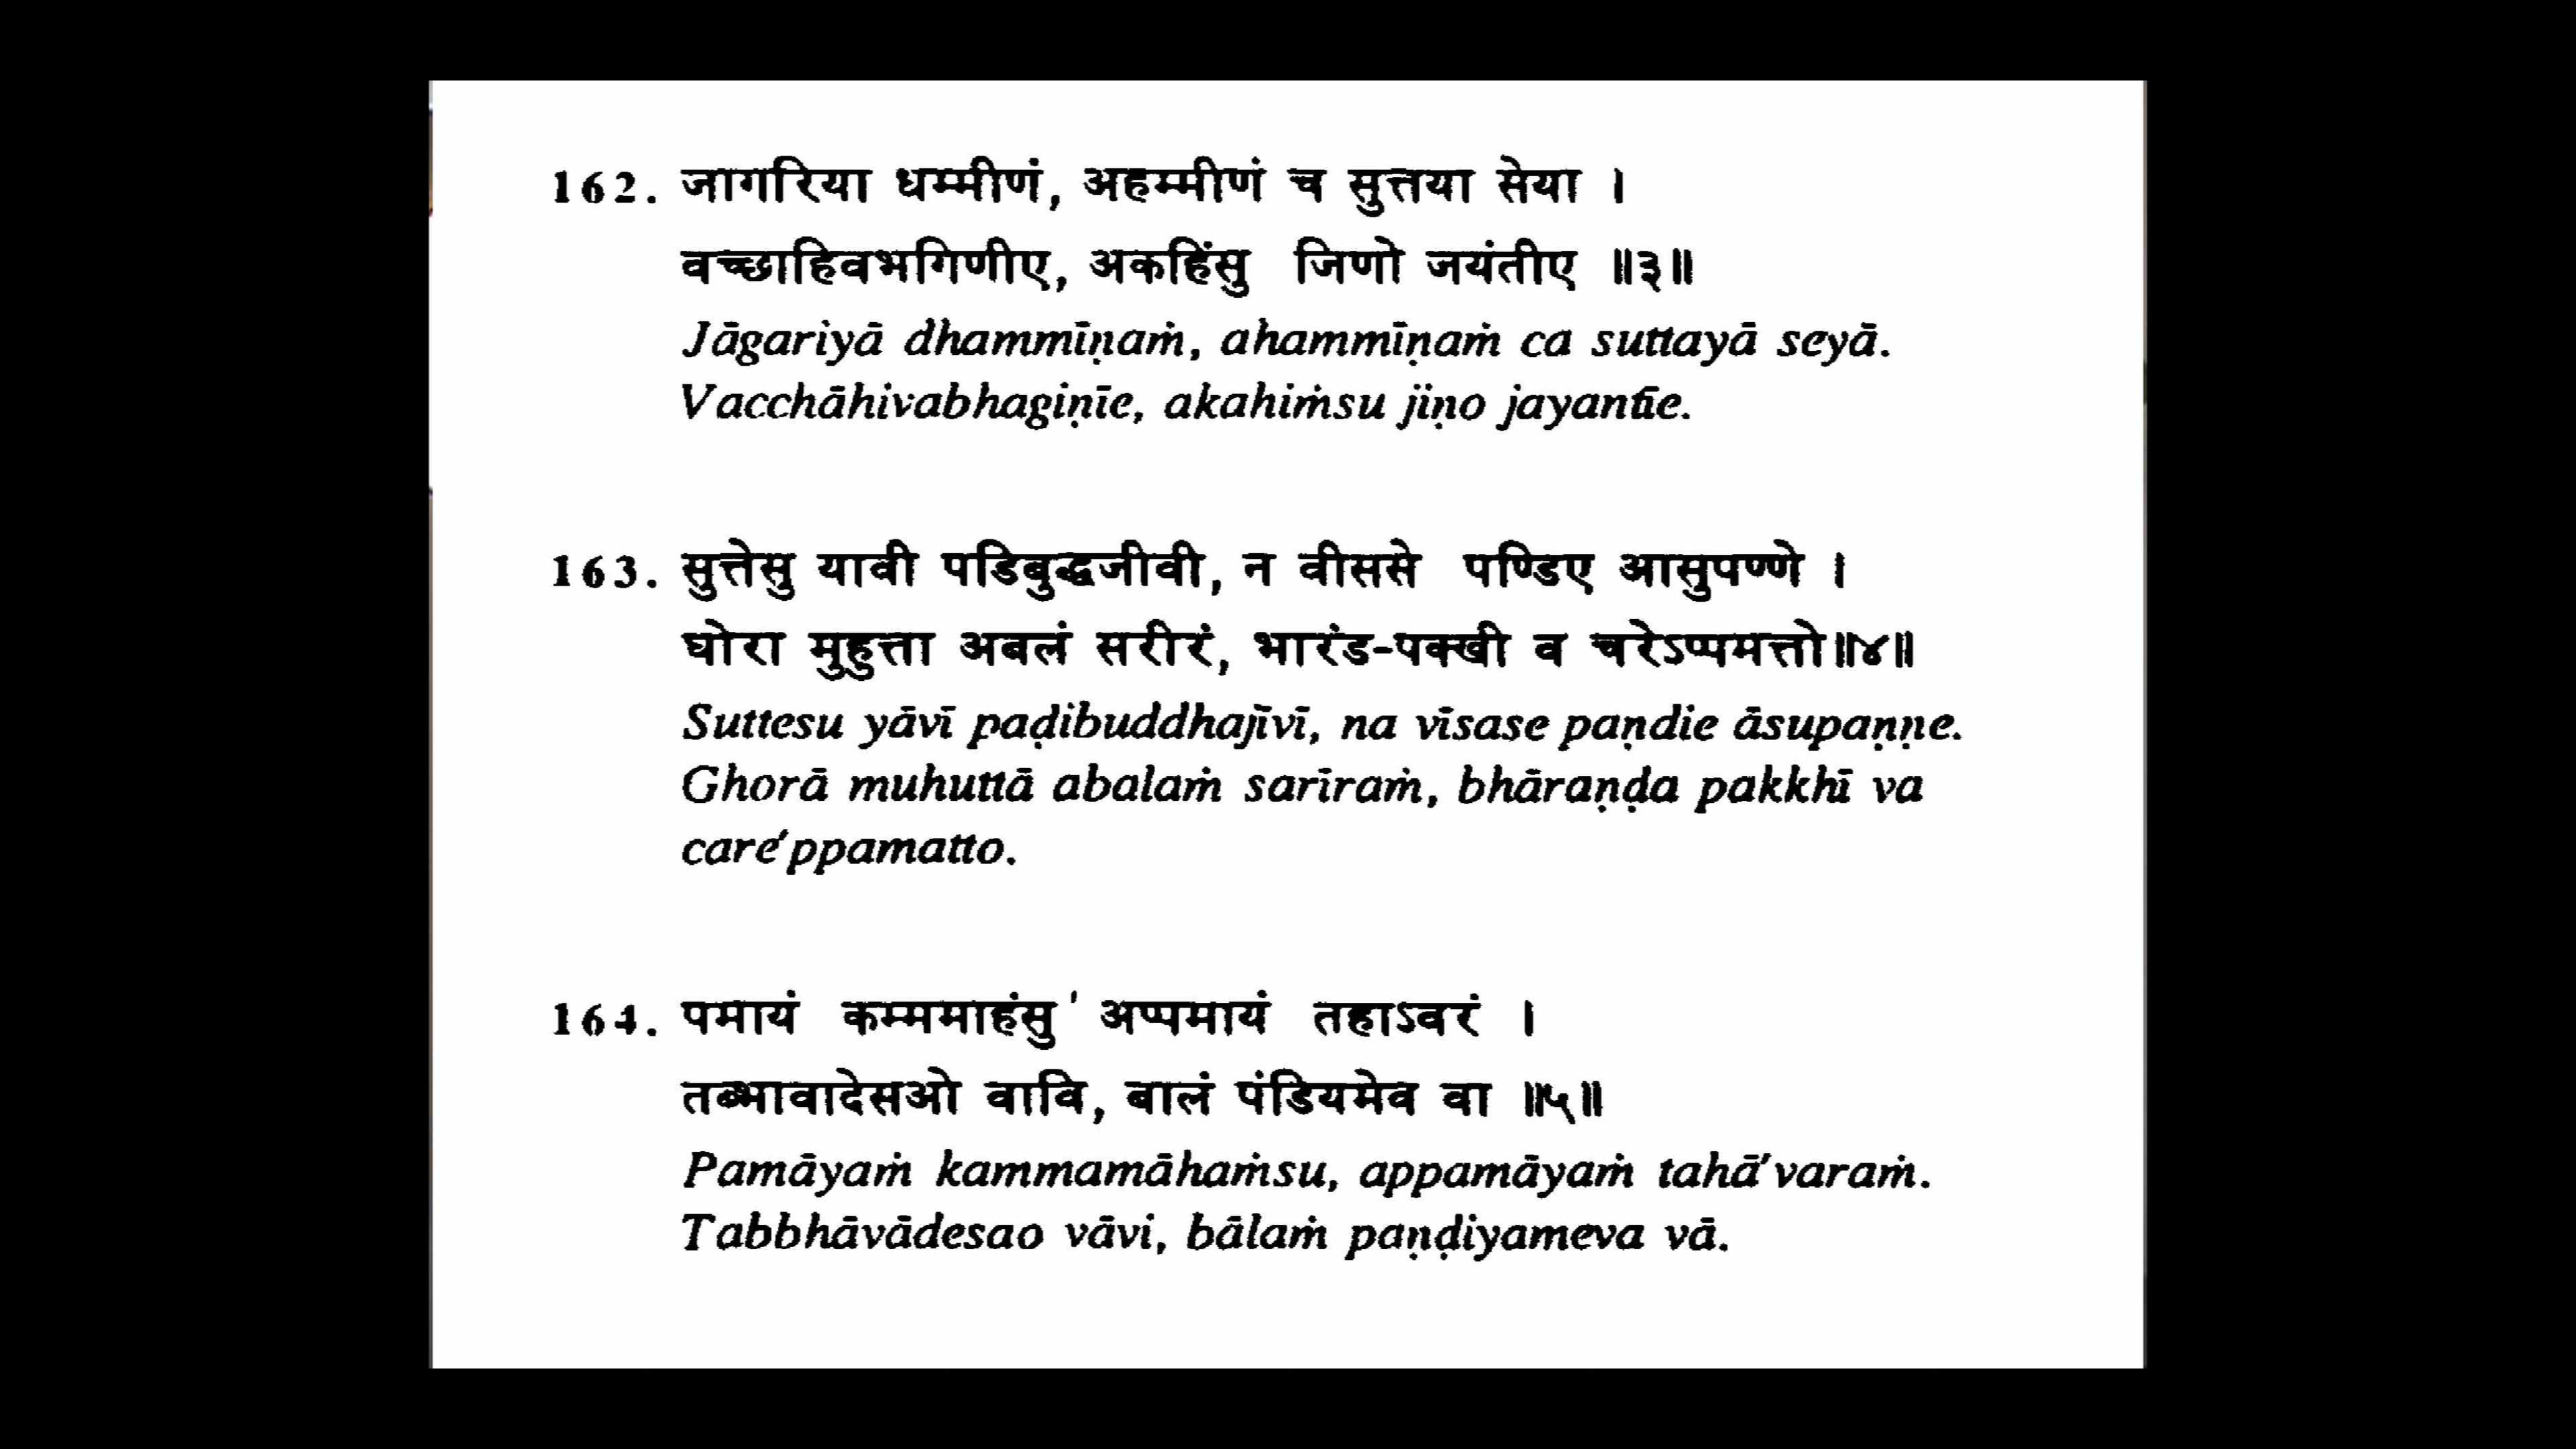 162. जागरिया धम्मीणं, अहम्मीणं च सुत्तया सेया ।
वच्छाहिवभगिणीए, अकहिंसु जिणो जयंतीए ॥३॥
Jāgariyā dhammīṇaṁ, ahammīṇaṁ ca suttayā seyā.
Vacchāhivabhagiṇīe, akahiṁsu jiṇo jayantīe.
163. सुत्तेसु यावी पडिबुद्धजीवी, न वीससे पण्डिए आसुपण्णे ।
घोरा मुहुत्ता अबलं सरीरं, भारंड-पक्खी व चरेऽप्पमत्तो॥४॥
Suttesu yāvī paḍibuddhajīvī, na vīsase paṇdie āsupaṇṇe.
Ghorā muhuttā abalaṁ sarīraṁ, bhāraṇḍa pakkhī va
care'ppamatto.
164. पमायं कम्ममाहंसु ' अप्पमायं तहाऽवरं ।
तब्भावादेसओ वावि, बालं पंडियमेव वा ॥५॥
Pamāyaṁ kammamāhaṁsu, appamāyaṁ tahā'varaṁ.
Tabbhāvādesao vāvi, bālaṁ paṇḍiyameva vā.